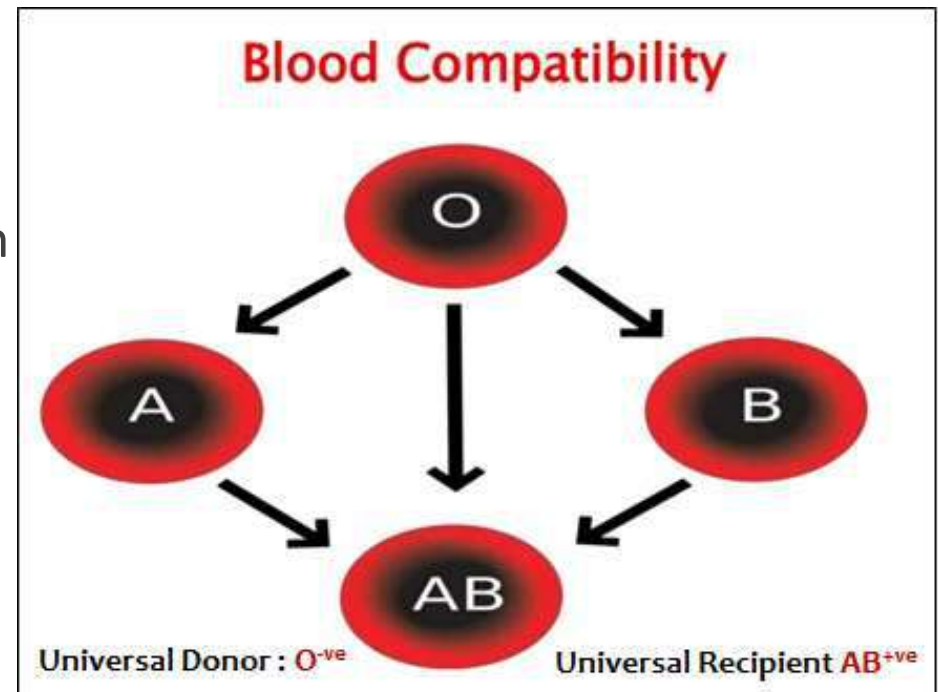 Blood Compatibility
O
A
B
AB
Universal Donor : O-ve
Universal Recipient AB+ve